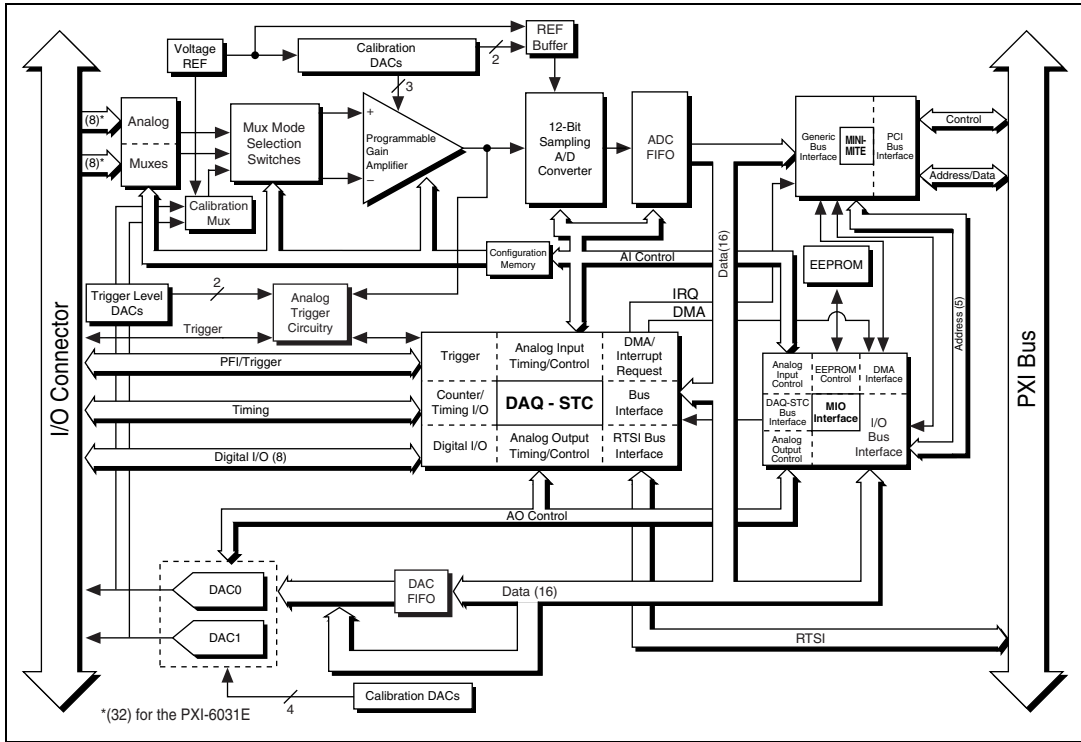 Voltage
REF
Calibration
DACs
2
REF
Buffer
3
(8)*
(8)*
Analog
Muxes
Mux Mode
Selection
Switches
+
Programmable
Gain
Amplifier
–
12-Bit
Sampling
A/D
Converter
ADC
FIFO
Generic
Bus
Interface
MINI-
MITE
PCI
Bus
Interface
Control
Address/Data
Calibration
Mux
Configuration
Memory
AI Control
Data(16)
EEPROM
Address (5)
I/O Connector
PXI Bus
Trigger Level
DACs
2
Analog
Trigger
Circuitry
Trigger
IRQ
DMA
PFI/Trigger
Timing
Digital I/O (8)
Trigger
Analog Input
Timing/Control
DMA/
Interrupt
Request
Counter/
Timing I/O
DAQ - STC
Bus
Interface
Digital I/O
Analog Output
Timing/Control
RTSI Bus
Interface
Analog
Input
Control
EEPROM
Control
DMA
Interface
DAQ-STC
Bus
Interface
MIO
Interface
Analog
Output
Control
I/O
Bus
Interface
AO Control
DAC0
DAC1
DAC
FIFO
Data (16)
RTSI
Calibration DACs
4
*(32) for the PXI-6031E